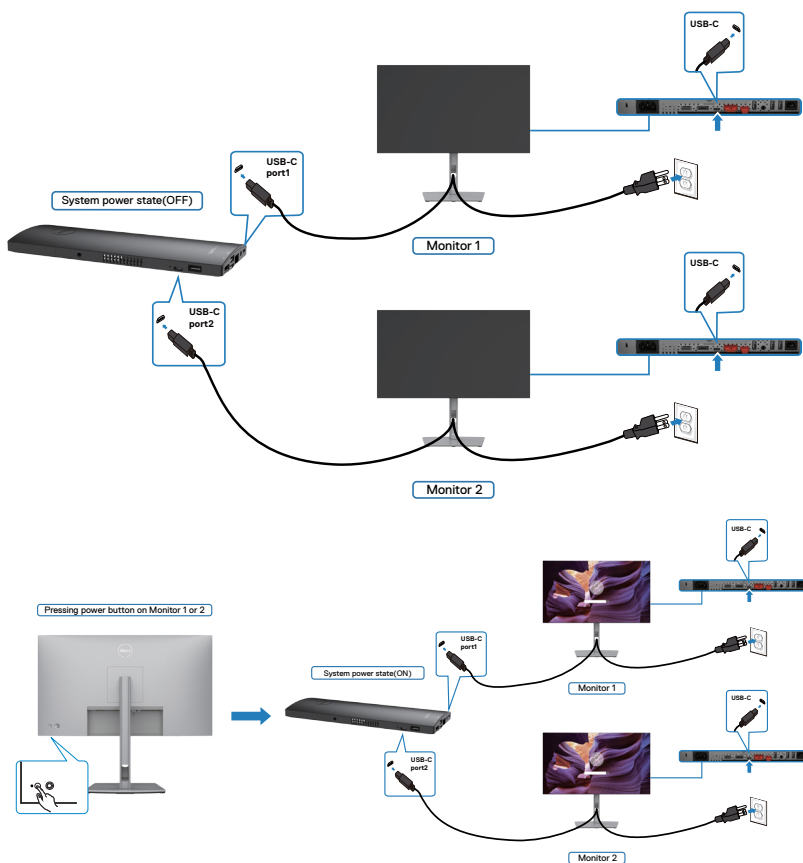 USB-C
USB-C
port1
System power state(OFF)
Monitor 1
USB-C
USB-C
port2
Monitor 2
USB-C
Pressing power button on Monitor 1 or 2
DELL
USB-C
port1
System power state(ON)
Monitor 1
USB-C
USB-C
port2
Monitor 2